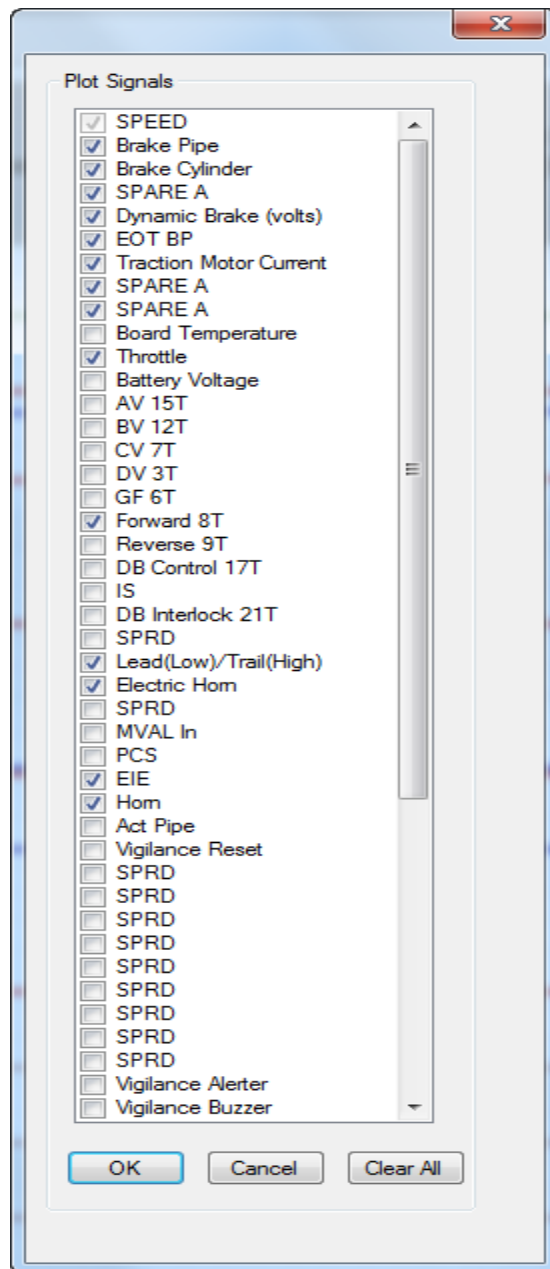 Plot Signals
SPEED
Brake Pipe
Brake Cylinder
SPARE A
Dynamic Brake (volts)
EOT BP
Traction Motor Current
SPARE A
SPARE A
Board Temperature
Throttle
Battery Voltage
AV 15T
BV 12T
CV 7T
DV 3T
GF 6T
Forward 8T
Reverse 9T
DB Control 17T
IS
DB Interlock 21T
SPRD
Lead(Low)/Trail(High)
Electric Horn
SPRD
MVAL In
PCS
EIE
Horn
Act Pipe
Vigilance Reset
SPRD
SPRD
SPRD
SPRD
SPRD
SPRD
SPRD
SPRD
SPRD
Vigilance Alerter
Vigilance Buzzer
OK Cancel Clear All